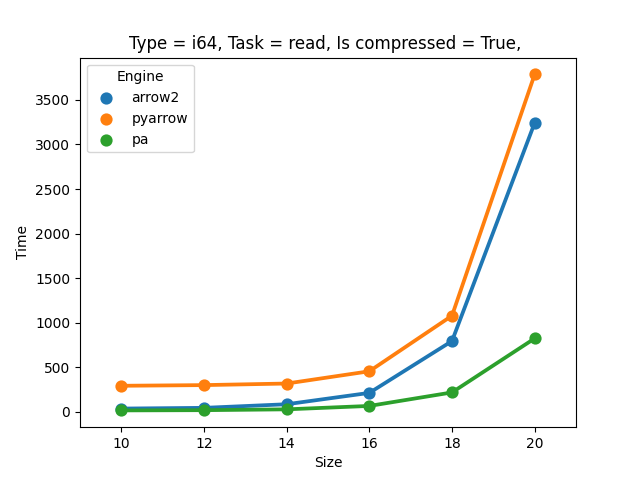 Type = i64, Task = read, Is compressed = True,
Engine
arrow2
pyarrow
pa
3500
3000
2500
2000
1500
1000
500
0
Time
10 12 14 16 18 20
Size